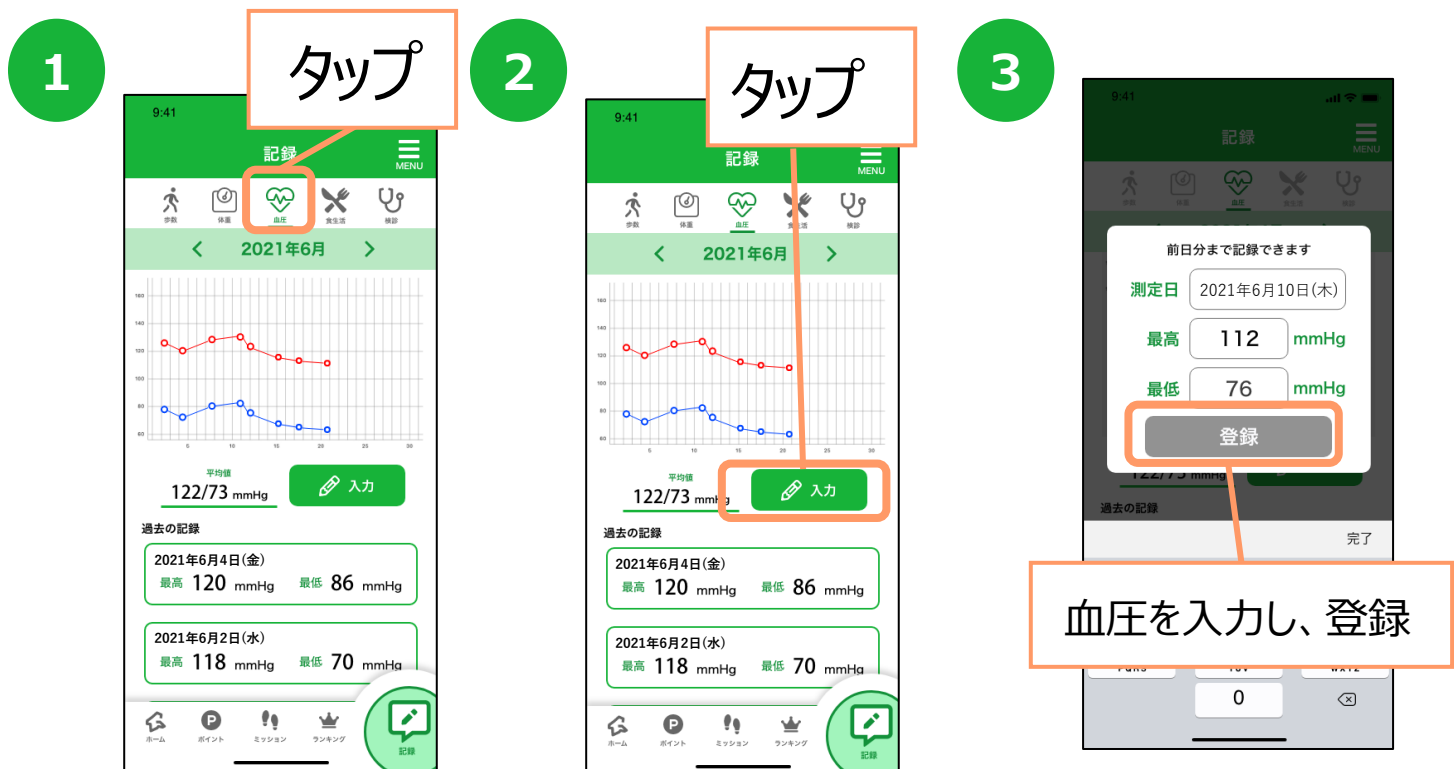 1
タップ
9:41
記録
MENU
歩数
体重
血圧
食生活
検診
2021年6月
160
140
120
100
80
60
5
10
15
20
25
30
平均値
122/73 mmHg
入力
過去の記録
2021年6月4日(金)
最高 120 mmHg 最低 86 mmHg
2021年6月2日(水)
最高 118 mmHg 最低 70 mmHg
ホーム
ポイント
ミッション
ランキング
記録
2
タップ
9:41
記録
MENU
歩数
体重
血圧
食生活
検診
2021年6月
160
140
120
100
80
60
5
10
15
20
25
30
平均値
122/73 mmHg
入力
過去の記録
2021年6月4日(金)
最高 120 mmHg 最低 86 mmHg
2021年6月2日(水)
最高 118 mmHg 最低 70 mmHg
ホーム
ポイント
ミッション
ランキング
記録
3
9:41
記録
MENU
歩数
体重
血圧
食生活
検診
前日分まで記録できます
測定日 2021年6月10日(木)
最高 112 mmHg
最低 76 mmHg
登録
122/73 mmHg
過去の記録
完了
血圧を入力し、登録
0